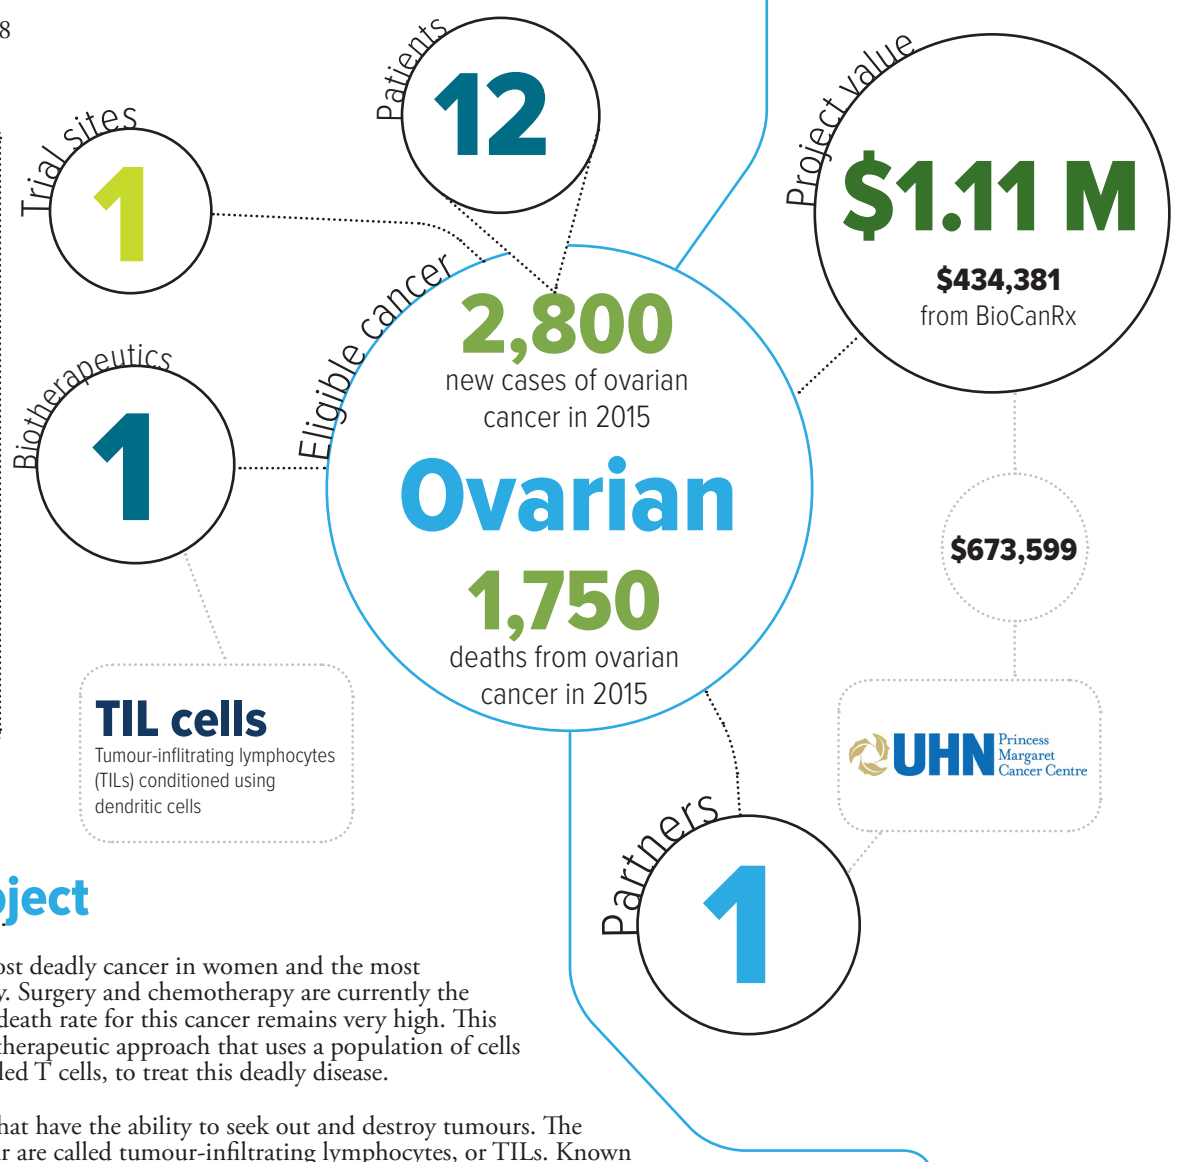 8
Patients
12
Project value
$1.11 M
$434,381
from BioCanRx
Trial sites
1
Eligible cancer
2,800
new cases of ovarian
cancer in 2015
Ovarian
1,750
deaths from ovarian
cancer in 2015
Biotherapeutics
1
TIL cells
Tumour-inflitrating lymphocytes
(TILs) conditioned using
dendritic cells
$673,599
UHN
Princess
Margaret
Cancer Centre
Partners
1
deadly cancer in women and the most
Surgery and chemotherapy are currently the
death rate for this cancer remains very high. This
therapeutic approach that uses a population of cells
T cells, to treat this deadly disease.
have the ability to seek out and destroy tumours. The
are called tumour-infiltrating lymphocytes, or TILs. Known